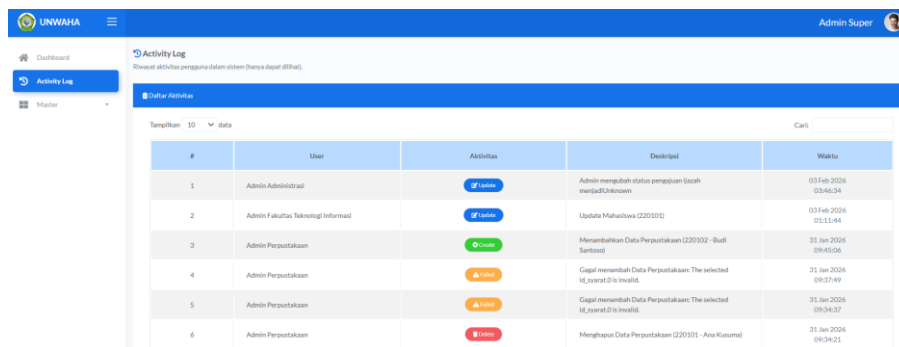 UNWAHA
Admin Super
Dashboard
Activity Log
Master
Activity Log
Riwayat aktivitas pengguna dalam sistem (hanya dapat dilihat).
Daftar Aktivitas
Tampilkan 10 data
Cari:
# User Aktivitas Deskripsi Waktu
1 Admin Administrasi Update Admin mengubah status pengajuan Ijazah 03 Feb 2026
menjadiUnknown 03:46:34
2 Admin Fakultas Teknologi Informasi Update Update Mahasiswa (220101) 03 Feb 2026
01:11:44
3 Admin Perpustakaan Create Menambahkan Data Perpustakaan (220102 - Budi 31 Jan 2026
Santoso) 09:45:06
4 Admin Perpustakaan Failed Gagal menambah Data Perpustakaan: The selected 31 Jan 2026
id_syarat.0 is invalid. 09:37:49
5 Admin Perpustakaan Failed Gagal menambah Data Perpustakaan: The selected 31 Jan 2026
id_syarat.0 is invalid. 09:34:37
6 Admin Perpustakaan Delete Menghapus Data Perpustakaan (220101 - Ana Kusuma) 31 Jan 2026
09:34:21